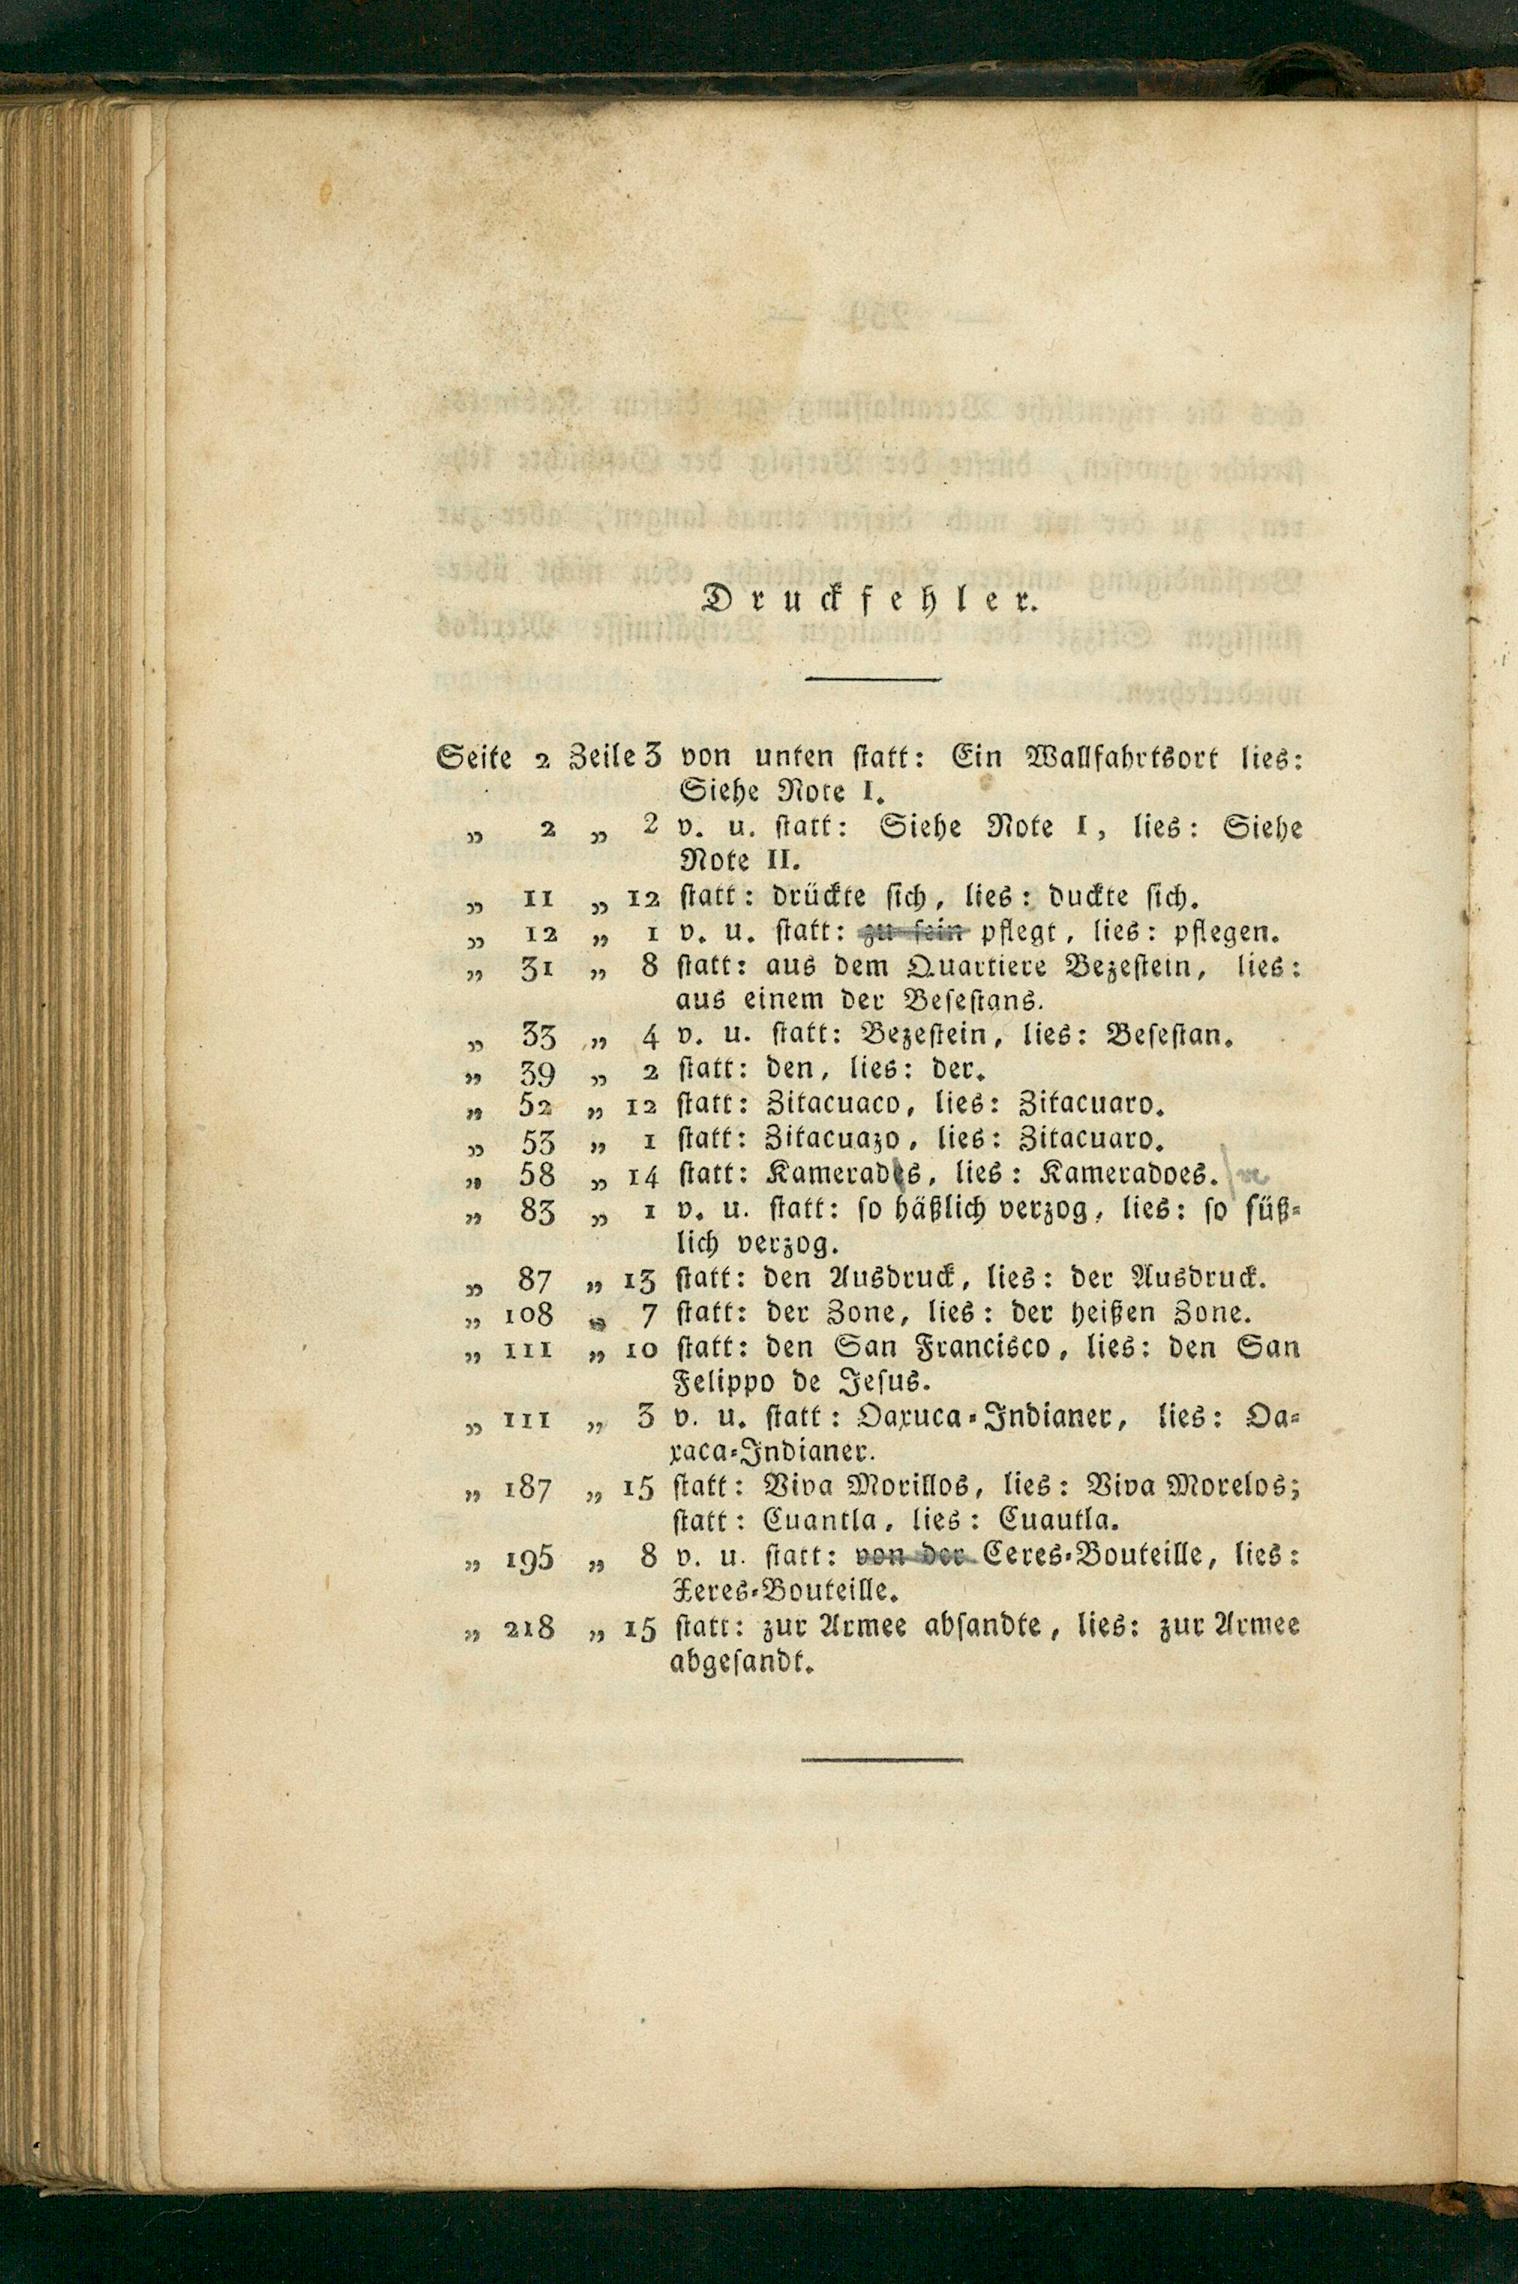 Druckfehler.
Seite 2 Zeile 3 von unten ſtatt: Ein Wallfahrtsort lies:
Siehe Note I.
„ 2 „ 2 v. u. ſtatt: Siehe Note I, lies: Siehe
Note II.
„ 11 „ 12 ſtatt: drückte ſich, lies: duckte ſich.
„ 12 „ 1 v. u. ſtatt: zu ſein pflegt, lies: pflegen.
„ 31 „ 8 ſtatt: aus dem Quartiere Bezeſtein, lies:
aus einem der Beſeſtans.
„ 33 „ 4 v. u. ſtatt: Bezeſtein, lies: Beſeſtan.
„ 39 „ 2 ſtatt: den, lies: der.
„ 52 „ 12 ſtatt: Zitacuaco, lies: Zitacuaro.
„ 53 „ 1 ſtatt: Zitacuazo, lies: Zitacuaro.
„ 58 „ 14 ſtatt: lies: Kameradoes.
„ 83 „ 1 v. u. ſtatt: ſo häßlich verzog, lies: ſo ſüß-
lich verzog.
„ 87 „ 13 ſtatt: den Ausdruck, lies: der Ausdruck.
„ 108 „ 7 ſtatt: der Zone, lies: der heißen Zone.
„ 111 „ 10 ſtatt: den San Francisco, lies: den San
Felippo de Jeſus.
„ 111 „ 3 v. u. ſtatt: Oaxuca-Indianer, lies: Oa-
xaca-Indianer.
„ 187 „ 15 ſtatt: Viva Morillos, lies: Viva Morelos;
ſtatt: Cuantla, lies: Cuautla.
„ 195 „ 8 v. u. ſtatt: von der Ceres-Bouteille, lies:
Xeres-Bouteille.
„ 218 „ 15 ſtatt: zur Armee abſandte, lies: zur Armee
abgeſandt.